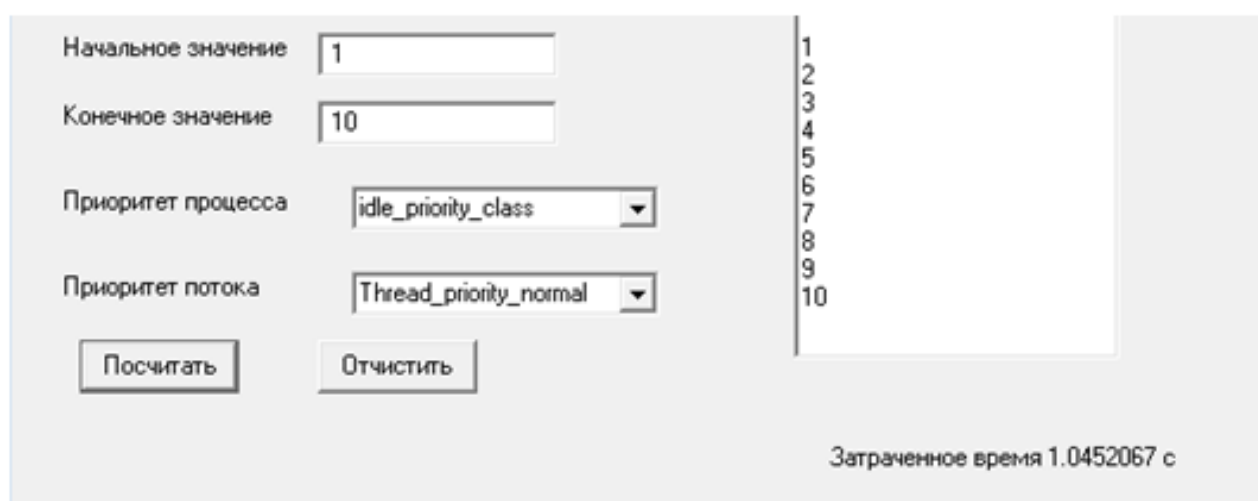 Начальное значение 1
Конечное значение 10
Приоритет процесса idle_priority_class
Приоритет потока Thread_priority_normal
Посчитать Отчистить
1
2
3
4
5
6
7
8
9
10
Затраченное время 1.0452067 с